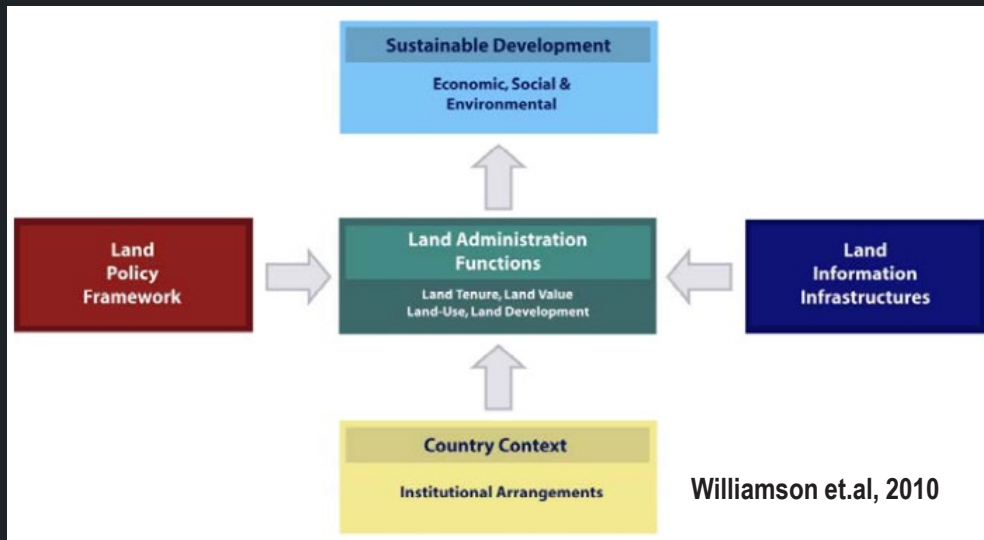 Sustainable Development
Economic, Social &
Environmental
Land
Policy
Framework
Land Administration
Functions
Land Tenure, Land Value
Land-Use, Land Development
Land
Information
Infrastructures
Country Context
Institutional Arrangements
Williamson et.al, 2010